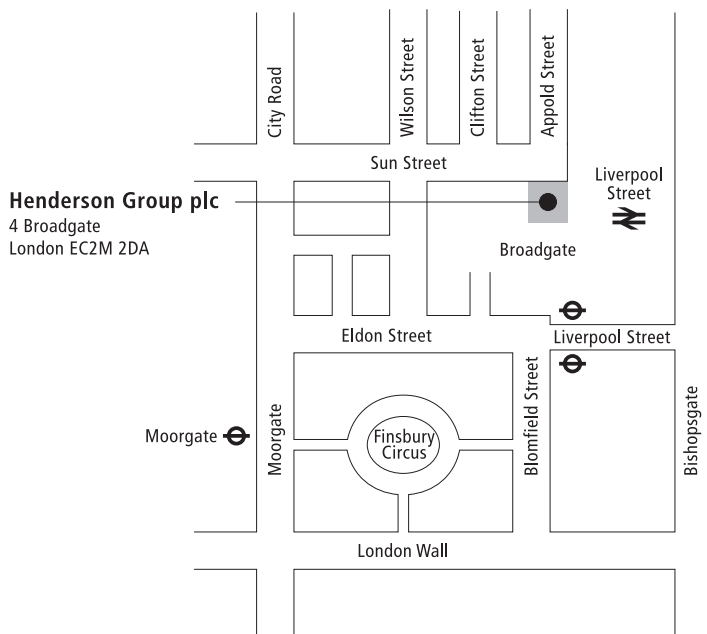 City Road
Wilson Street
Clifton Street
Appold Street
Sun Street
Henderson Group plc
4 Broadgate
London EC2M 2DA
Liverpool
Street
Broadgate
Eldon Street
Liverpool Street
Moorgate
Moorgate
Finsbury
Circus
Blomfield Street
Bishopsgate
London Wall